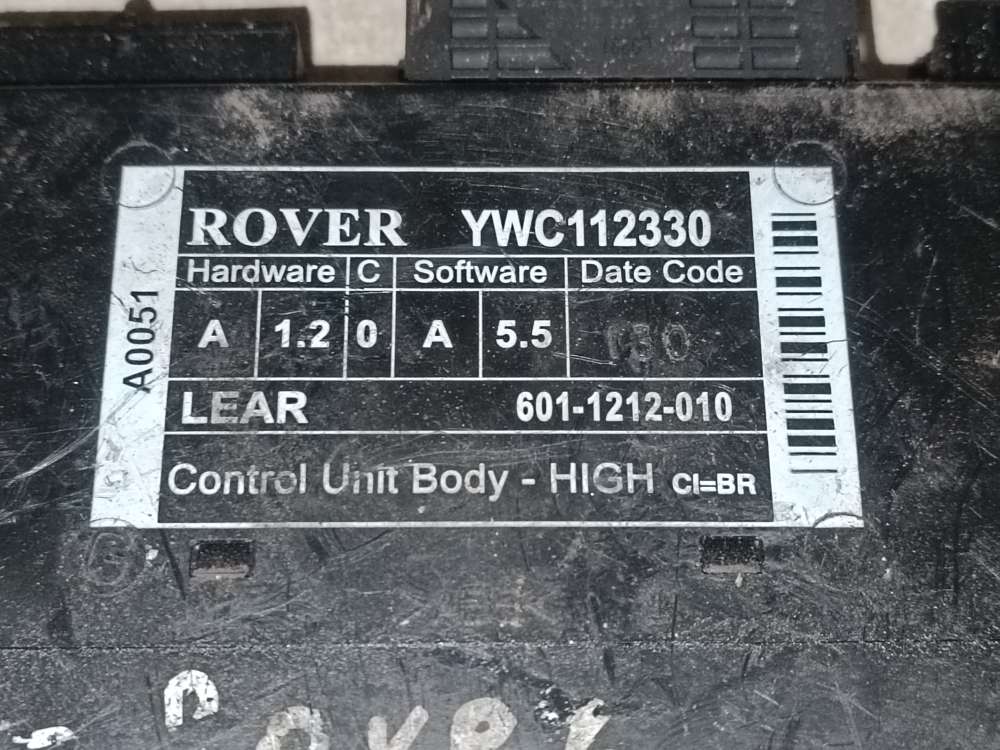 ROVER YWC112330
Hardware C Software Date Code
A 1.2 0 A 5.5
LEAR 601-1212-010
Control Unit Body - HIGH CI=BR
A0051